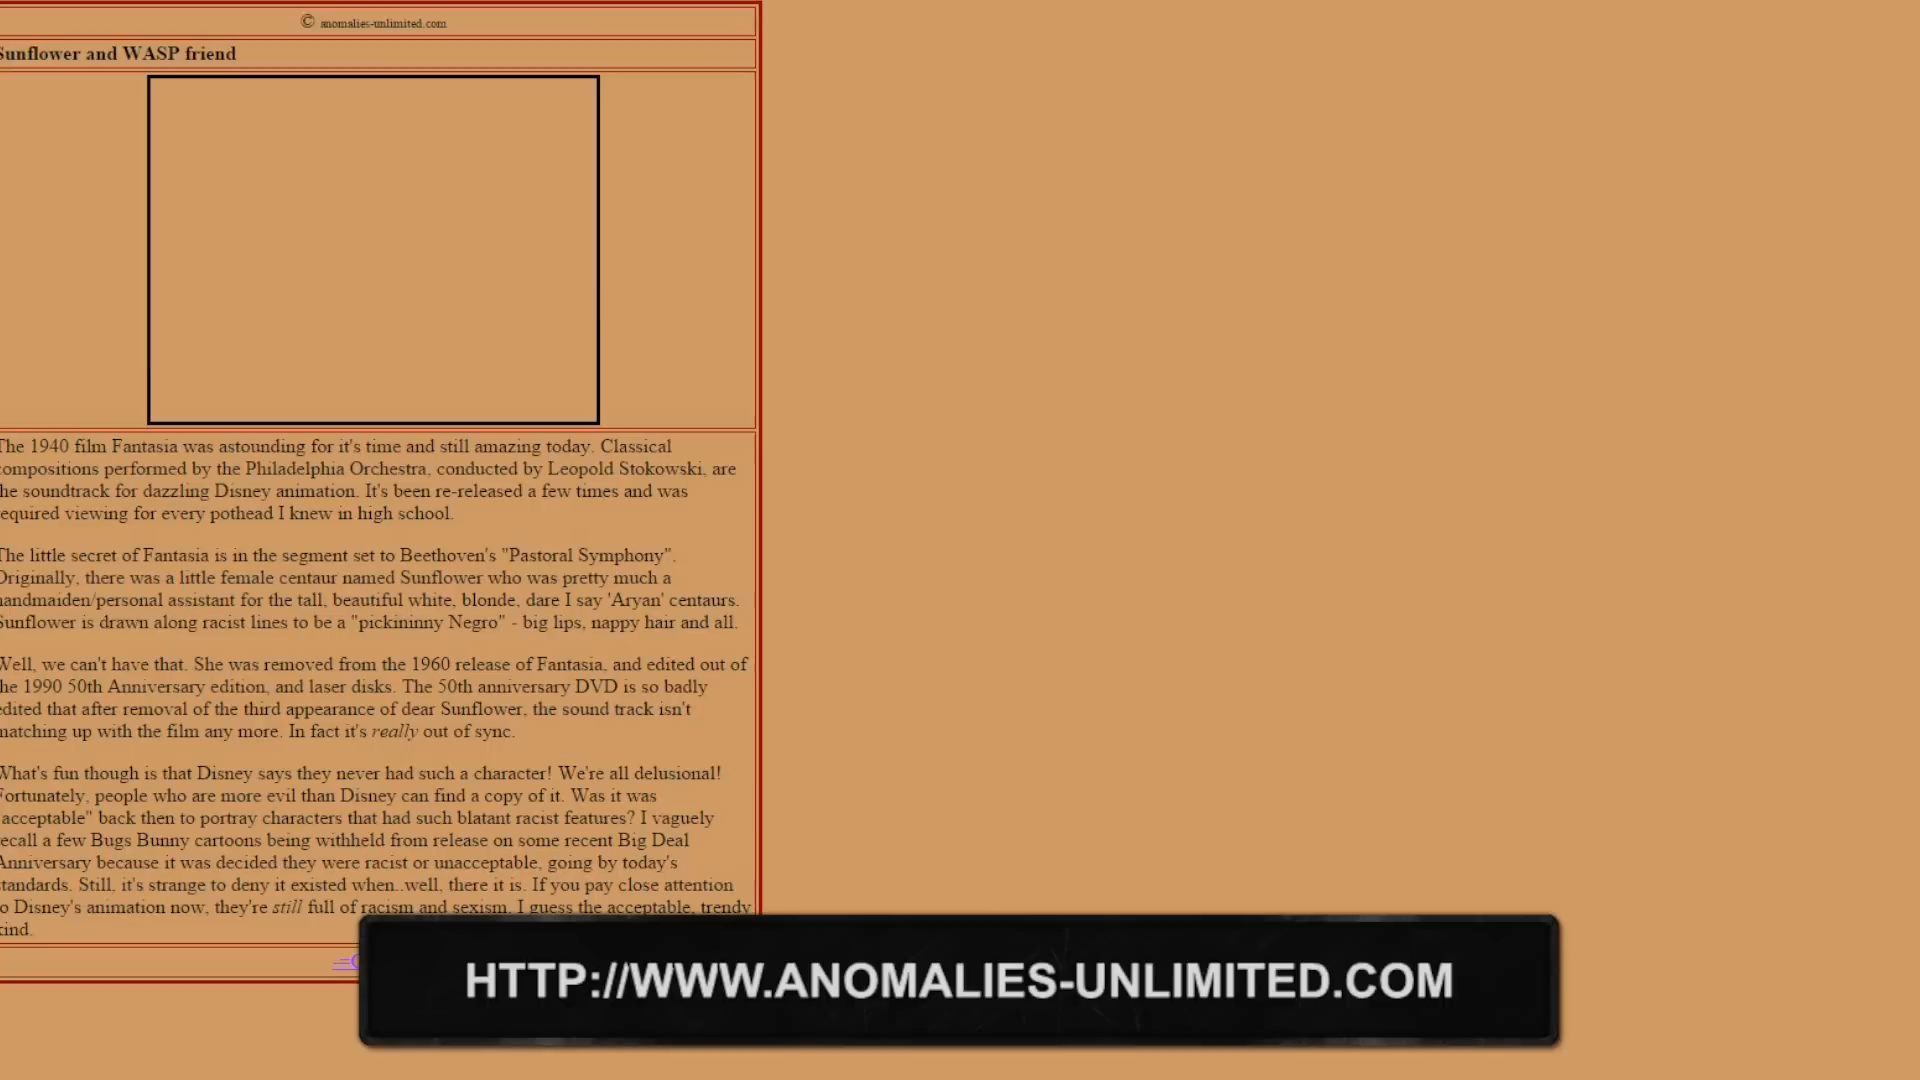 © anomalies-unlimited.com
Sunflower and WASP friend
The 1940 film Fantasia was astounding for it's time and still amazing today. Classical
compositions performed by the Philadelphia Orchestra, conducted by Leopold Stokowski, are
the soundtrack for dazzling Disney animation. It's been re-released a few times and was
required viewing for every pothead I knew in high school.
The little secret of Fantasia is in the segment set to Beethoven's "Pastoral Symphony".
Originally, there was a little female centaur named Sunflower who was pretty much a
handmaiden/personal assistant for the tall, beautiful white, blonde, dare I say 'Aryan' centaurs.
Sunflower is drawn along racist lines to be a "pickininny Negro" - big lips, nappy hair and all.
Well, we can't have that. She was removed from the 1960 release of Fantasia, and edited out of
the 1990 50th Anniversary edition, and laser disks. The 50th anniversary DVD is so badly
edited that after removal of the third appearance of dear Sunflower, the sound track isn't
matching up with the film any more. In fact it's really out of sync.
What's fun though is that Disney says they never had such a character! We're all delusional!
Fortunately, people who are more evil than Disney can find a copy of it. Was it was
"acceptable" back then to portray characters that had such blatant racist features? I vaguely
recall a few Bugs Bunny cartoons being withheld from release on some recent Big Deal
Anniversary because it was decided they were racist or unacceptable, going by today's
standards. Still, it's strange to deny it existed when..well, there it is. If you pay close attention
to Disney's animation now, they're still full of racism and sexism. I guess the acceptable, trendy
kind.
HTTP://WWW.ANOMALIES-UNLIMITED.COM